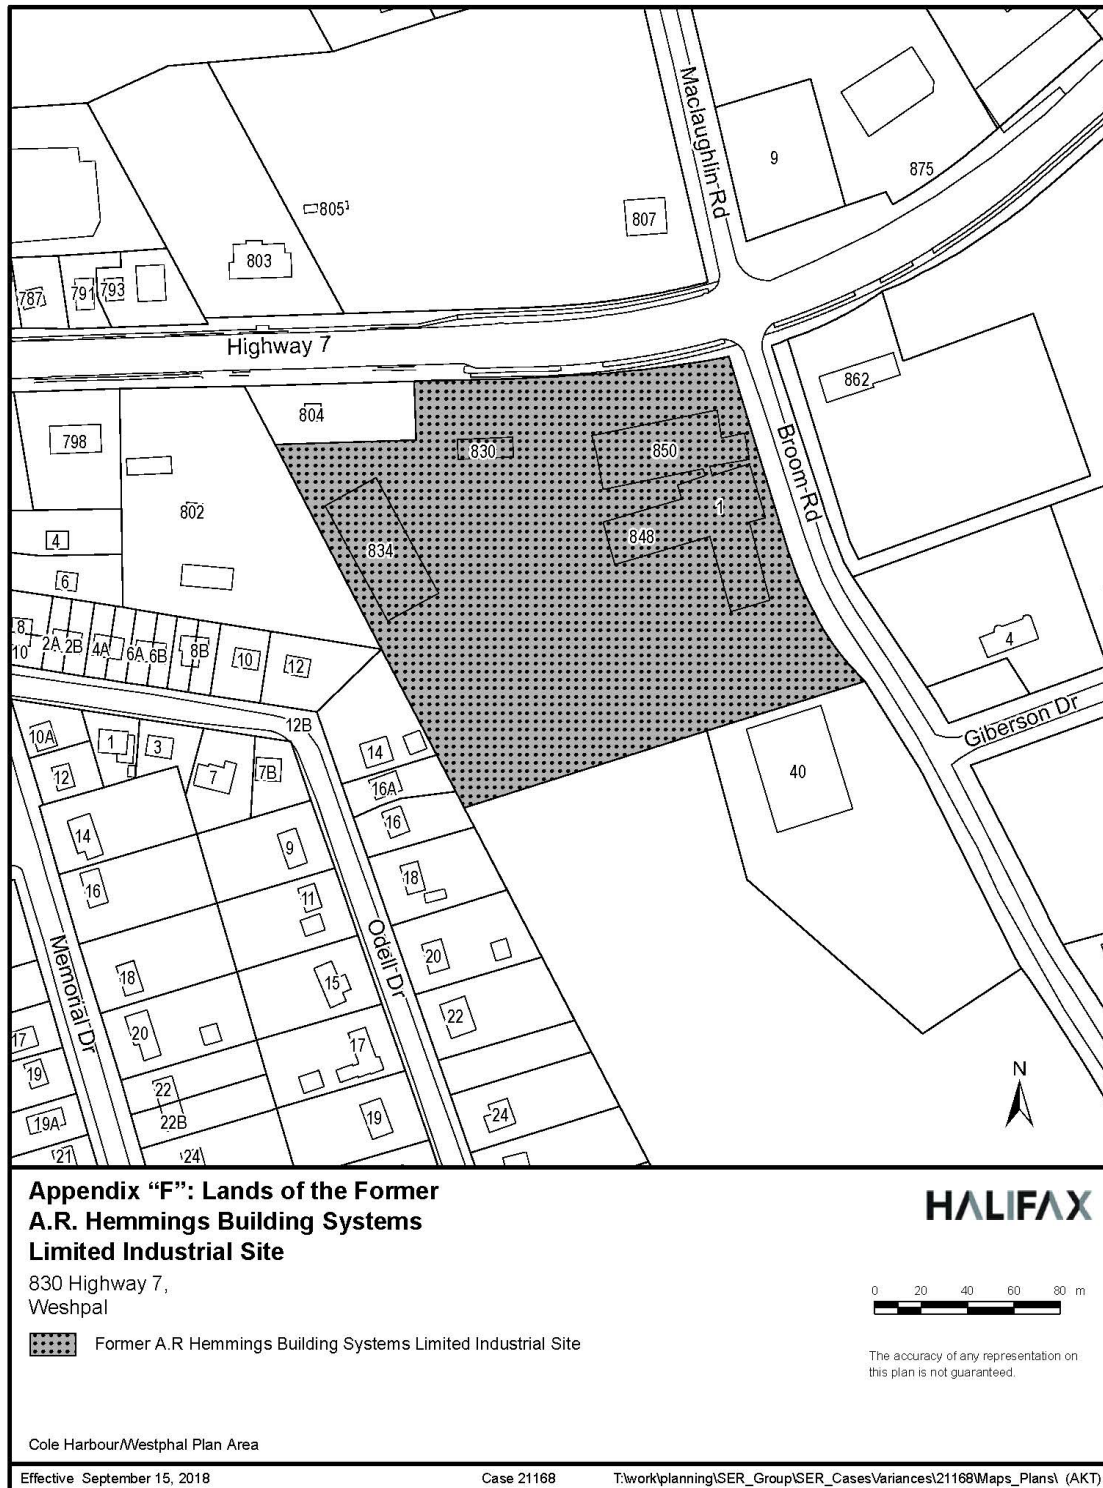 Maclaughlin Rd
9
875
805
807
803
787
791
793
Highway 7
804
862
798
830
850
Broom Rd
802
1
848
834
4
6
8
10
2A
2B
4A
6A
6B
8B
10
12
4
Giberson Dr
12B
10A
1
3
14
12
7
7B
16A
40
14
16
9
16
18
11
Odell Dr
Memorial Dr
20
18
15
22
20
17
17
19
22
24
19A
22B
19
21
24
N
Appendix “F”: Lands of the Former
A.R. Hemmings Building Systems
Limited Industrial Site
HALIFAX
830 Highway 7,
Weshpal
0 20 40 60 80 m
Former A.R Hemmings Building Systems Limited Industrial Site
The accuracy of any representation on
this plan is not guaranteed.
Cole Harbour/Westphal Plan Area
Effective September 15, 2018
Case 21168
T:\work\planning\SER_Group\SER_Cases\Variances\21168\Maps_Plans\ (AKT)